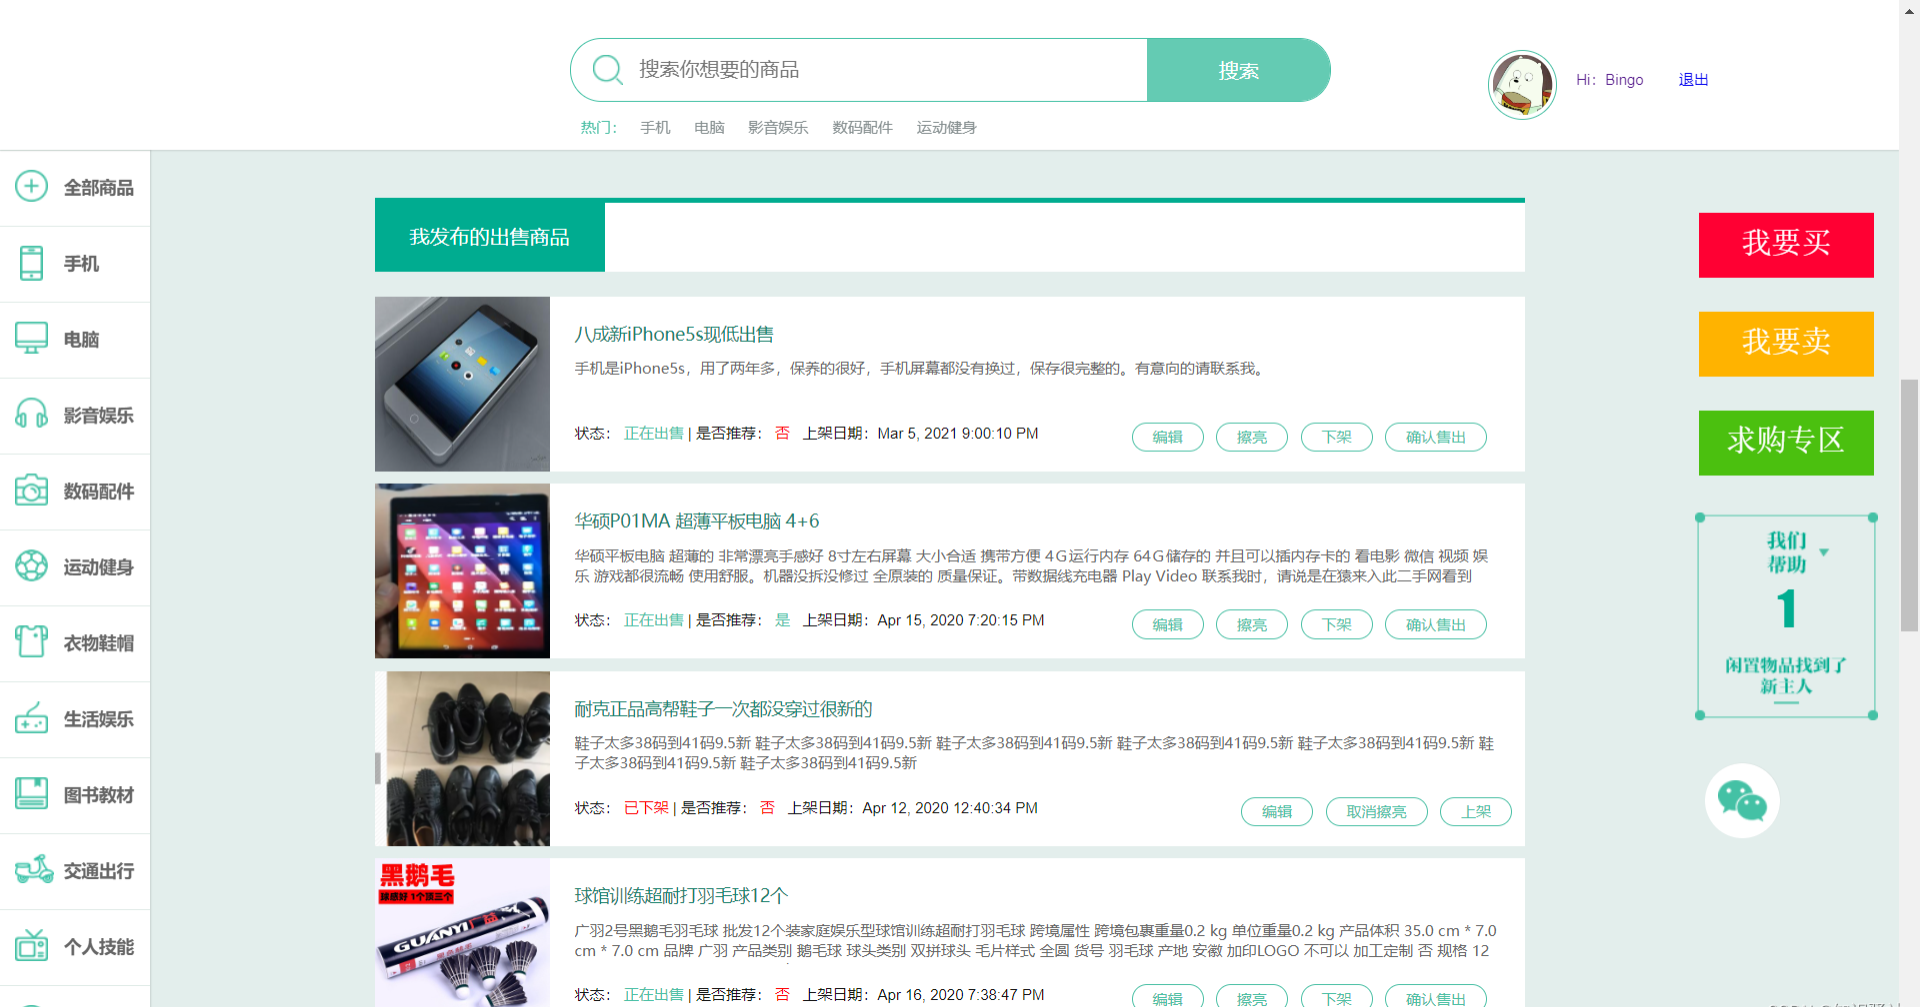 搜索你想要的商品
搜索
Hi：Bingo
退出
热门：
手机
电脑
影音娱乐
数码配件
运动健身
全部商品
手机
电脑
影音娱乐
数码配件
运动健身
衣物鞋帽
生活娱乐
图书教材
交通出行
个人技能
我发布的出售商品
八成新iPhone5s现低出售
手机是iPhone5s，用了两年多，保养的很好，手机屏幕都没有换过，保存很完整的。有意向的请联系我。
状态： 正在出售 | 是否推荐： 否 上架日期：Mar 5, 2021 9:00:10 PM
编辑
擦亮
下架
确认售出
华硕P01MA 超薄平板电脑 4+6
华硕平板电脑 超薄的 非常漂亮手感好 8寸左右屏幕 大小合适 携带方便 4Ｇ运行内存 64Ｇ储存的 并且可以插内存卡的 看电影 微信 视频 娱
乐 游戏都很流畅 使用舒服。机器没拆没修过 全原装的 质量保证。带数据线充电器 Play Video 联系我时，请说是在猿来入此二手网看到
状态： 正在出售 | 是否推荐： 是 上架日期：Apr 15, 2020 7:20:15 PM
编辑
擦亮
下架
确认售出
耐克正品高帮鞋子一次都没穿过很新的
鞋子太多38码到41码9.5新 鞋子太多38码到41码9.5新 鞋子太多38码到41码9.5新 鞋子太多38码到41码9.5新 鞋子太多38码到41码9.5新 鞋
子太多38码到41码9.5新 鞋子太多38码到41码9.5新
状态： 已下架 | 是否推荐： 否 上架日期：Apr 12, 2020 12:40:34 PM
编辑
取消擦亮
上架
黑鹅毛
球感好 1个顶三个
GUANYU
球馆训练超耐打羽毛球12个
广羽2号黑鹅毛羽毛球 批发12个装家庭娱乐型球馆训练超耐打羽毛球 跨境属性 跨境包裹重量0.2 kg 单位重量0.2 kg 产品体积 35.0 cm * 7.0
cm * 7.0 cm 品牌 广羽 产品类别 鹅毛球 球头类别 双拼球头 毛片样式 全圆 货号 羽毛球 产地 安徽 加印LOGO 不可以 加工定制 否 规格 12
状态： 正在出售 | 是否推荐： 否 上架日期：Apr 16, 2020 7:38:47 PM
编辑
擦亮
下架
确认售出
我要买
我要卖
求购专区
我们
帮助
1
闲置物品找到了
新主人